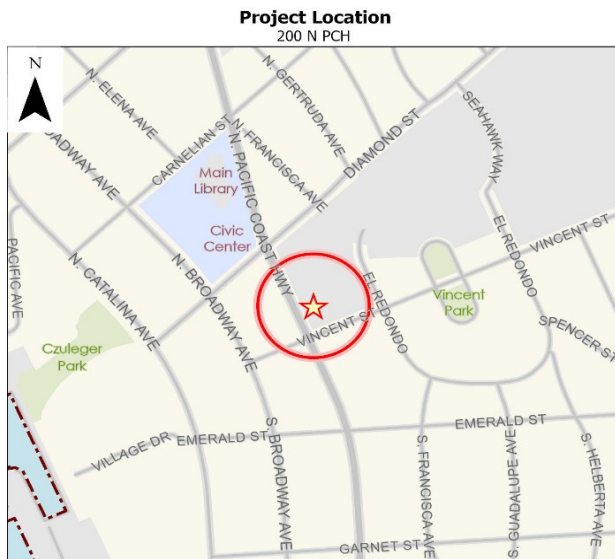 Project Location
200 N PCH
N
N. ELENA AVE
N. GERTRUDA AVE
SEAHAWK WAY
N. BROADWAY AVE
CARNELIAN ST
N. FRANCISCA AVE
DIAMOND ST
N. PACIFIC COAST HWY
Main
Library
Civic
Center
EL REDONDO
VINCENT ST
PACIFIC AVE
N. CATALINA AVE
N. BROADWAY AVE
EL REDONDO
Vincent
Park
VINCENT ST
SPENCER ST
Czuleger
Park
EMERALD ST
EMERALD ST
VILLAGE DR
S. BROADWAY AVE
S. FRANCISCA AVE
S. GUADALUPE AVE
S. HELBERTA AVE
GARNET ST